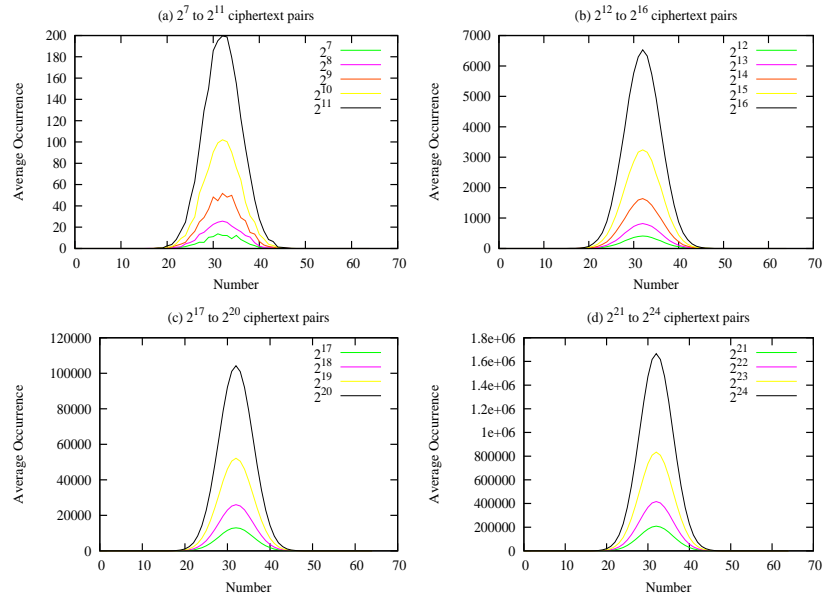 (a) 2^7 to 2^11 ciphertext pairs
200
180
160
140
120
100
80
60
40
20
0
0 10 20 30 40 50 60 70
Number
Average Occurrence
2^7
2^8
2^9
2^10
2^11
(b) 2^12 to 2^16 ciphertext pairs
7000
6000
5000
4000
3000
2000
1000
0
0 10 20 30 40 50 60 70
Number
Average Occurrence
2^12
2^13
2^14
2^15
2^16
(c) 2^17 to 2^20 ciphertext pairs
120000
100000
80000
60000
40000
20000
0
0 10 20 30 40 50 60 70
Number
Average Occurrence
2^17
2^18
2^19
2^20
(d) 2^21 to 2^24 ciphertext pairs
1.8e+06
1.6e+06
1.4e+06
1.2e+06
1e+06
800000
600000
400000
200000
0
0 10 20 30 40 50 60 70
Number
Average Occurrence
2^21
2^22
2^23
2^24